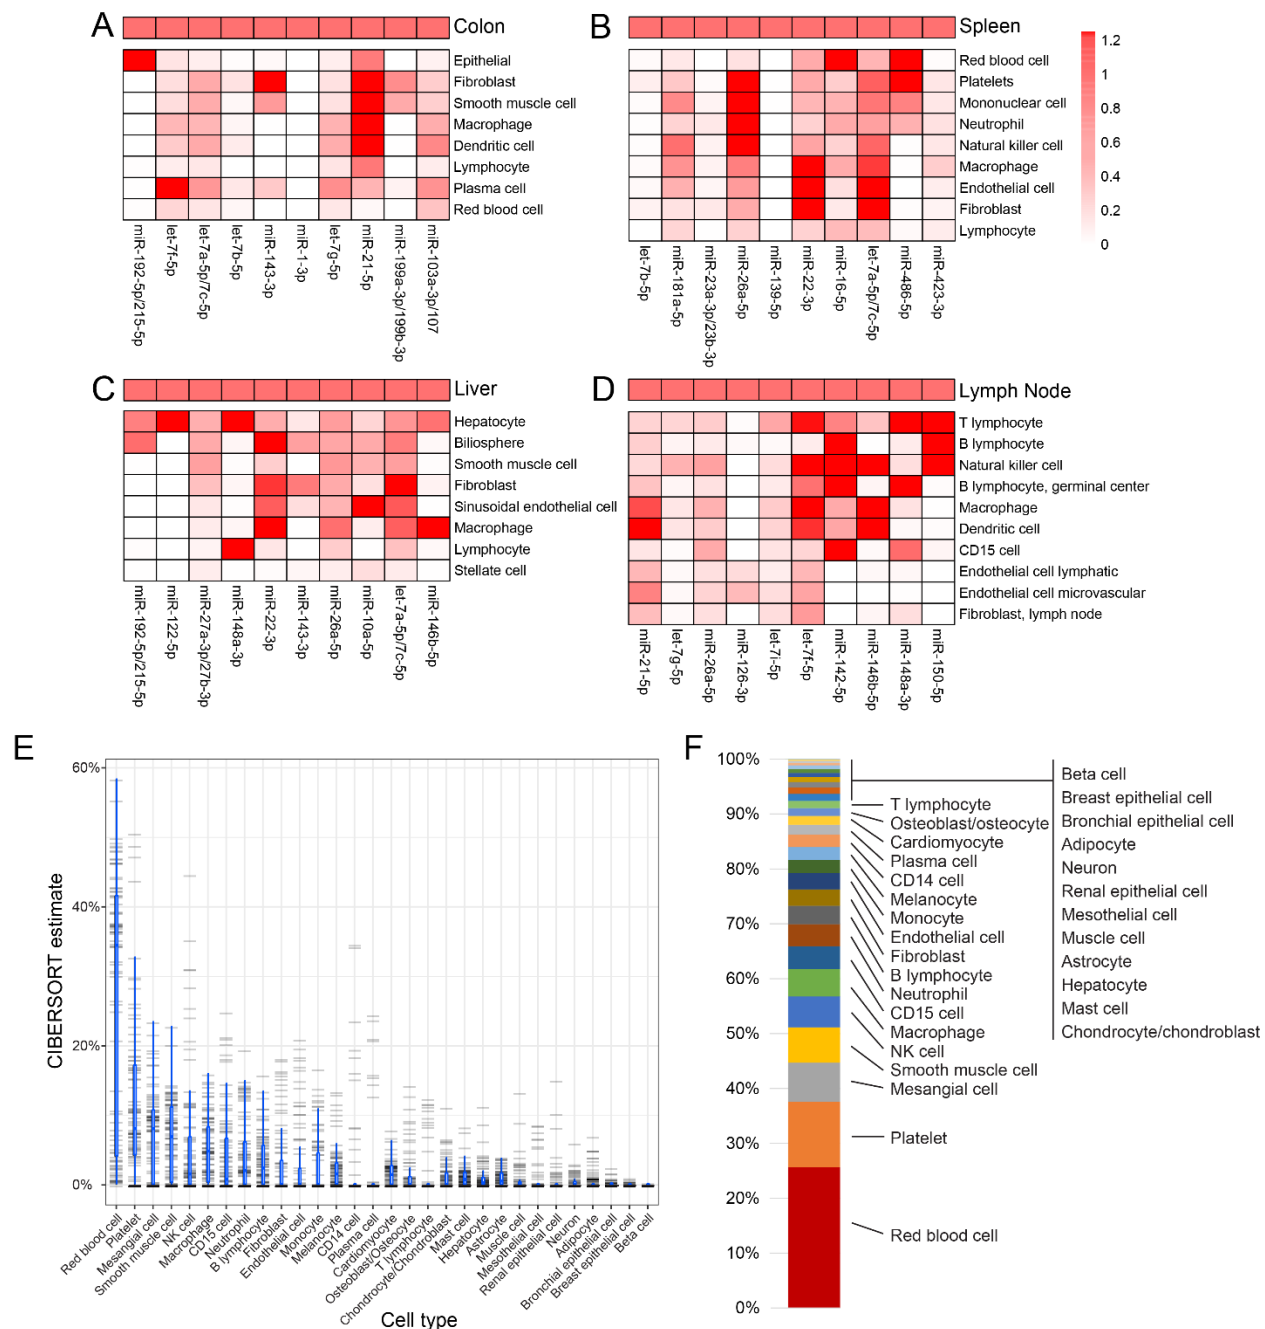 A
Colon
Epithelial
Fibroblast
Smooth muscle cell
Macrophage
Dendritic cell
Lymphocyte
Plasma cell
Red blood cell
miR-192-5p/215-5p
let-7f-5p
let-7a-5p/7c-5p
let-7b-5p
miR-143-3p
miR-1-3p
let-7g-5p
miR-21-5p
miR-199a-3p/199b-3p
miR-103a-3p/107
B
Spleen
Red blood cell
Platelets
Mononuclear cell
Neutrophil
Natural killer cell
Macrophage
Endothelial cell
Fibroblast
Lymphocyte
let-7b-5p
miR-181a-5p
miR-23a-3p/23b-3p
miR-26a-5p
miR-139-5p
miR-22-3p
miR-16-5p
let-7a-5p/7c-5p
miR-486-5p
miR-423-3p
1.2
1
0.8
0.6
0.4
0.2
0
C
Liver
Hepatocyte
Biliosphere
Smooth muscle cell
Fibroblast
Sinusoidal endothelial cell
Macrophage
Lymphocyte
Stellate cell
miR-192-5p/215-5p
miR-122-5p
miR-27a-3p/27b-3p
miR-148a-3p
miR-22-3p
miR-143-3p
miR-26a-5p
miR-10a-5p
let-7a-5p/7c-5p
miR-146b-5p
D
Lymph Node
T lymphocyte
B lymphocyte
Natural killer cell
B lymphocyte, germinal center
Macrophage
Dendritic cell
CD15 cell
Endothelial cell lymphatic
Endothelial cell microvascular
Fibroblast, lymph node
miR-21-5p
let-7g-5p
miR-26a-5p
miR-126-3p
let-7i-5p
let-7f-5p
miR-142-5p
miR-146b-5p
miR-148a-3p
miR-150-5p
E
CIBERSORT estimate
60%
40%
20%
0%
Red blood cell
Platelet
Mesangial cell
Smooth muscle cell
NK cell
Macrophage
CD15 cell
Neutrophil
B lymphocyte
Fibroblast
Endothelial cell
Monocyte
Melanocyte
CD14 cell
Plasma cell
Cardiomyocyte
Osteoblast/Osteocyte
T lymphocyte
Chondrocyte/Chondroblast
Mast cell
Hepatocyte
Astrocyte
Muscle cell
Mesothelial cell
Renal epithelial cell
Neuron
Adipocyte
Bronchial epithelial cell
Breast epithelial cell
Beta cell
Cell type
F
100%
90%
80%
70%
60%
50%
40%
30%
20%
10%
0%
T lymphocyte
Osteoblast/osteocyte
Cardiomyocyte
Plasma cell
CD14 cell
Melanocyte
Monocyte
Endothelial cell
Fibroblast
B lymphocyte
Neutrophil
CD15 cell
Macrophage
NK cell
Smooth muscle cell
Mesangial cell
Platelet
Red blood cell
Beta cell
Breast epithelial cell
Bronchial epithelial cell
Adipocyte
Neuron
Renal epithelial cell
Mesothelial cell
Muscle cell
Astrocyte
Hepatocyte
Mast cell
Chondrocyte/chondroblast